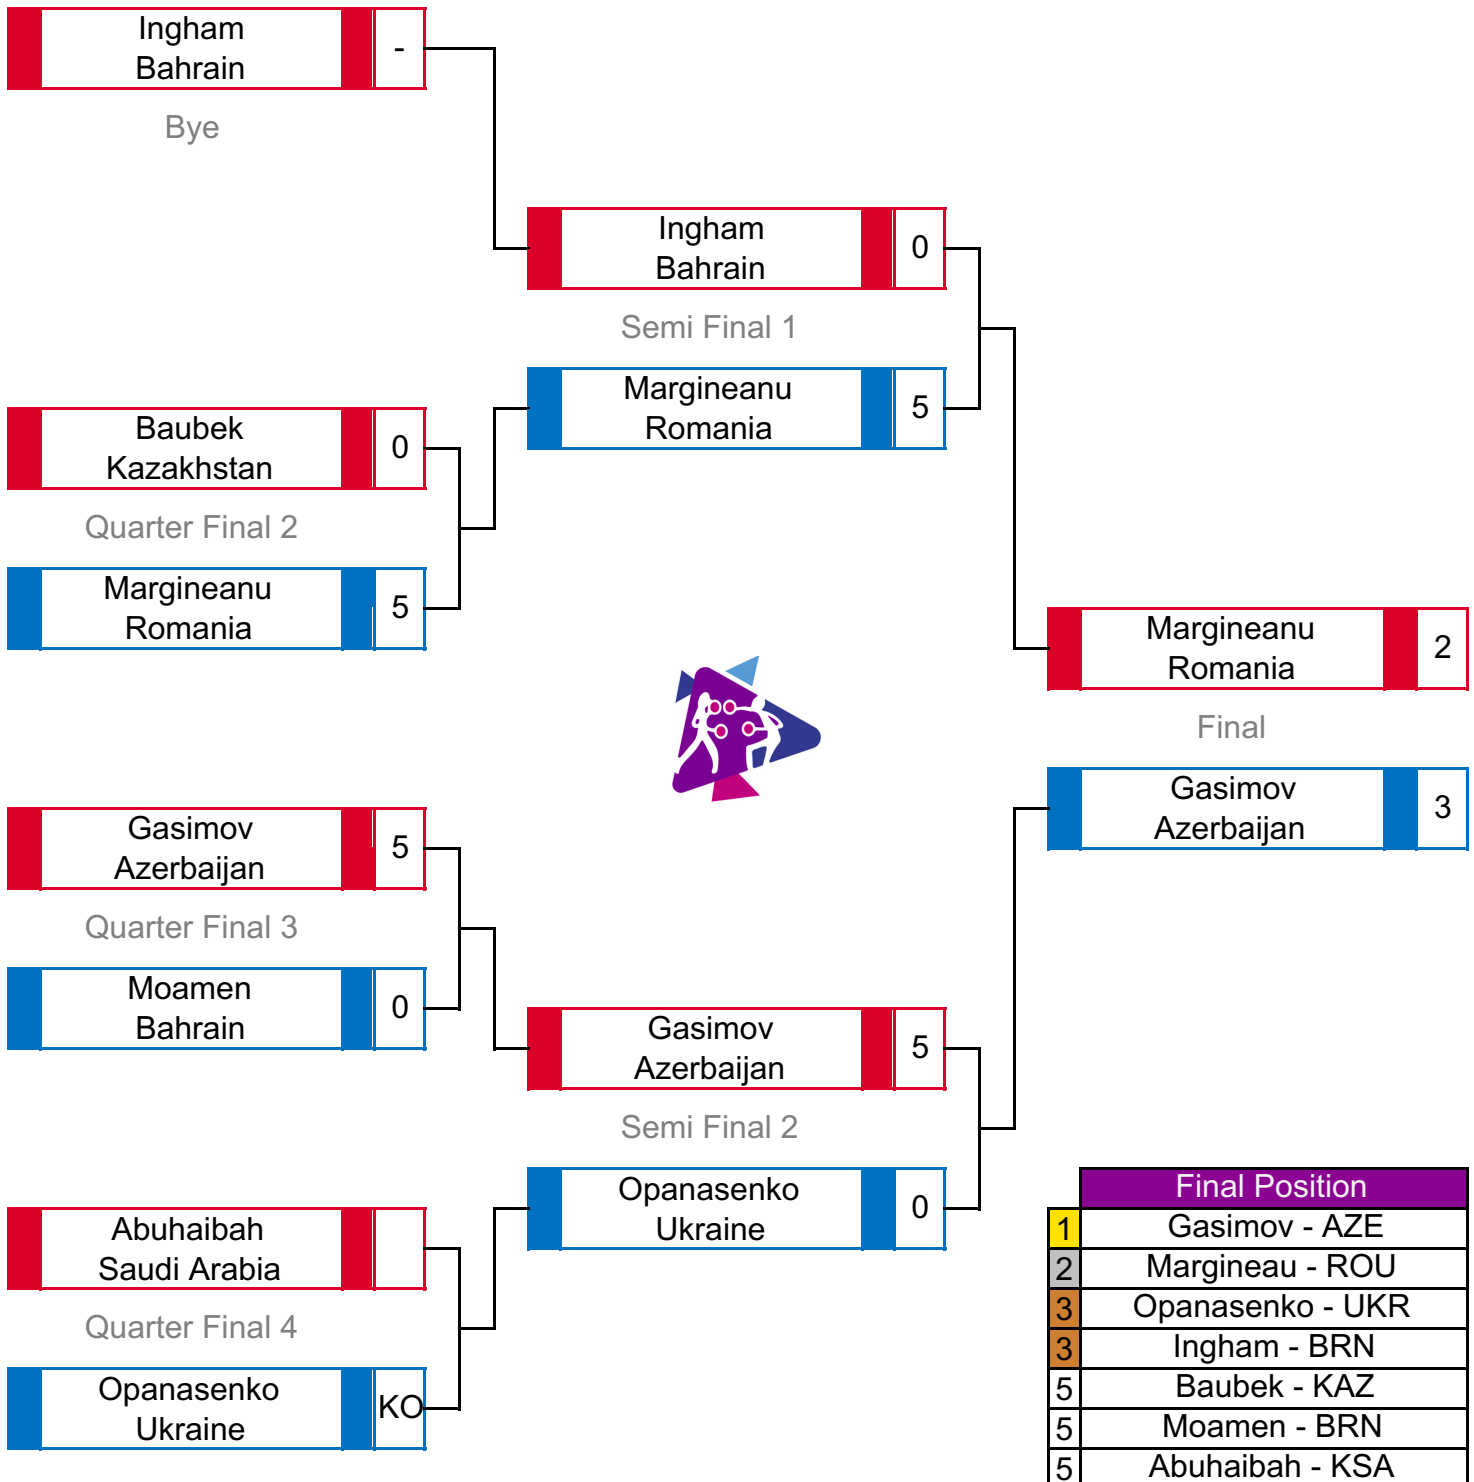 Ingham
Bahrain
-
Bye
Ingham
Bahrain
0
Semi Final 1
Margineanu
Romania
5
Baubek
Kazakhstan
0
Quarter Final 2
Margineanu
Romania
5
Margineanu
Romania
2
Final
Gasimov
Azerbaijan
3
Gasimov
Azerbaijan
5
Quarter Final 3
Moamen
Bahrain
0
Gasimov
Azerbaijan
5
Semi Final 2
Opanasenko
Ukraine
0
Abuhaibah
Saudi Arabia
Quarter Final 4
Opanasenko
Ukraine
KO
Final Position
1 Gasimov - AZE
2 Margineau - ROU
3 Opanasenko - UKR
3 Ingham - BRN
5 Baubek - KAZ
5 Moamen - BRN
5 Abuhaibah - KSA